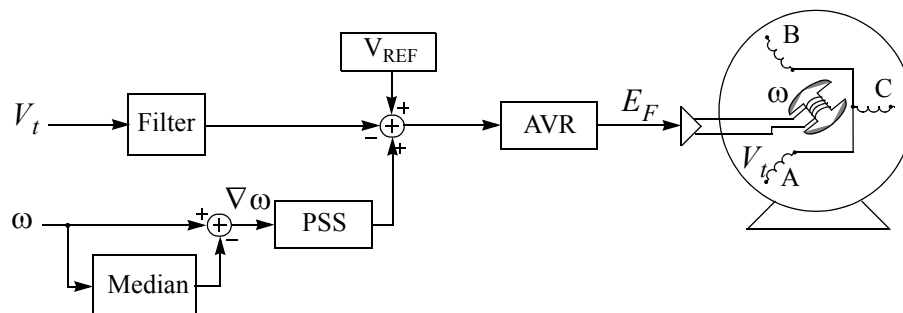 V_REF
B
ω
C
V_t
Filter
+
−
+
+
AVR
E_F
V_t
A
ω
+
+
−
∇ω
PSS
Median